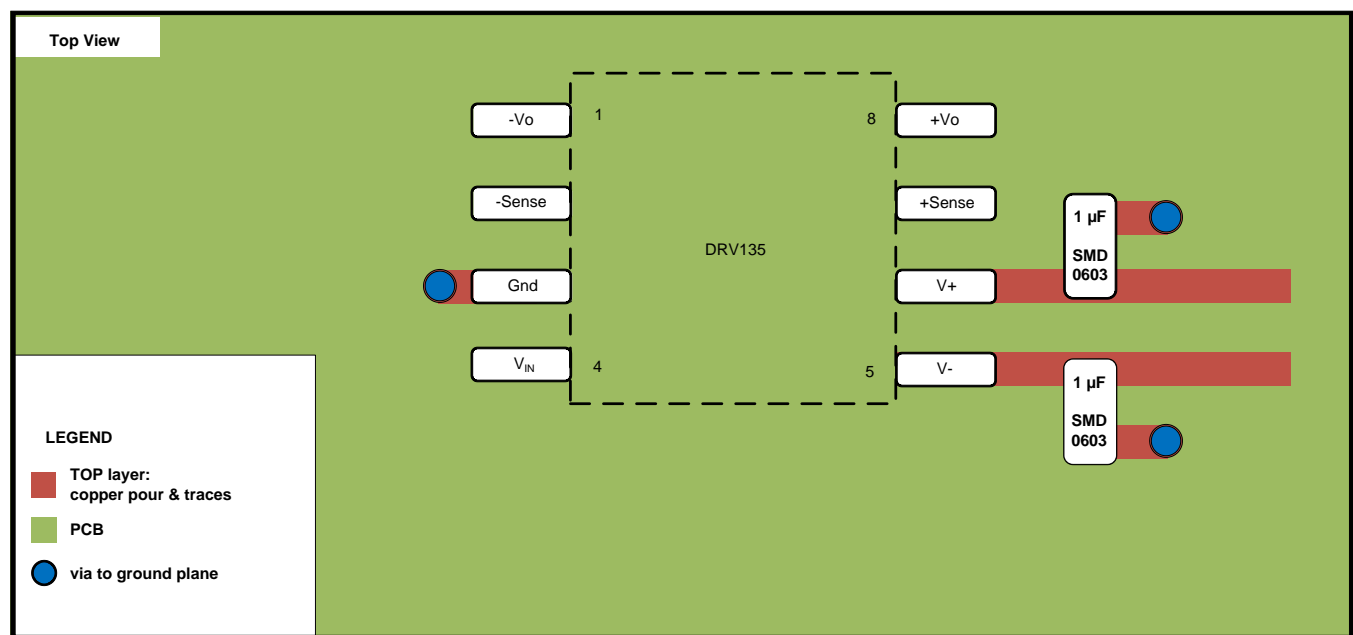 Top View
-Vo
1
8
+Vo
-Sense
+Sense
1 µF
SMD
0603
DRV135
Gnd
V+
VIN
4
5
V-
1 µF
SMD
0603
LEGEND
TOP layer:
copper pour & traces
PCB
via to ground plane